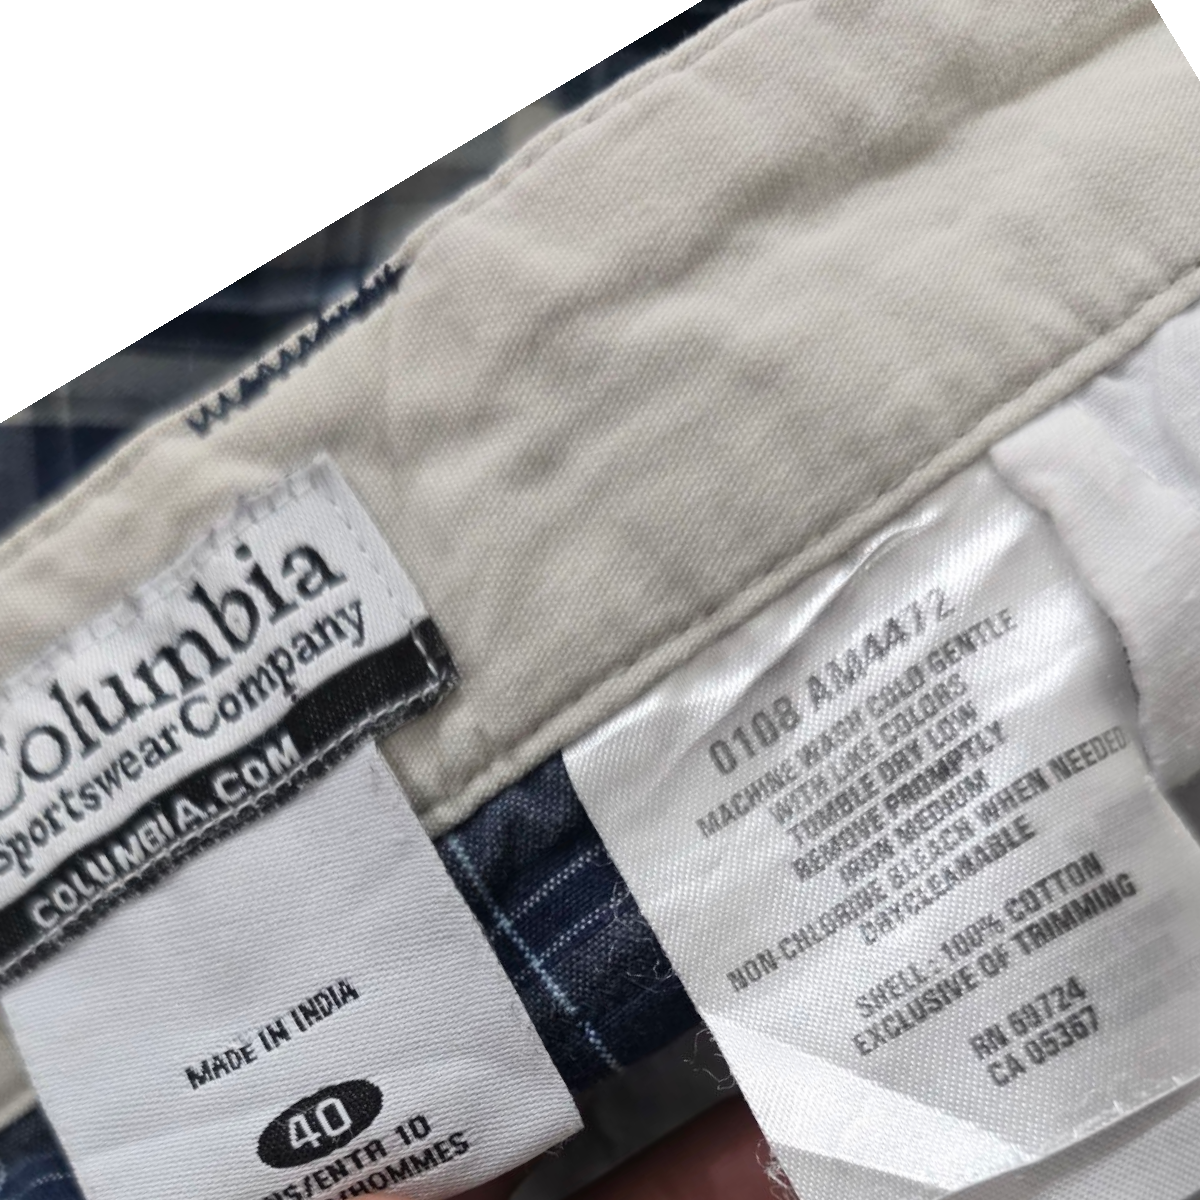 Columbia
SportswearCompany
COLUMBIA.COM
MADE IN INDIA
40
10
0108 AM4472
MACHINE WASH COLD GENTLE
WITH LIKE COLORS
TUMBLE DRY LOW
REMOVE PROMPTLY
IRON MEDIUM
NON-CHLORINE BLEACH WHEN NEEDED
DRYCLEANABLE
SHELL: 100% COTTON
EXCLUSIVE OF TRIMMING
RN 69724
CA 05367